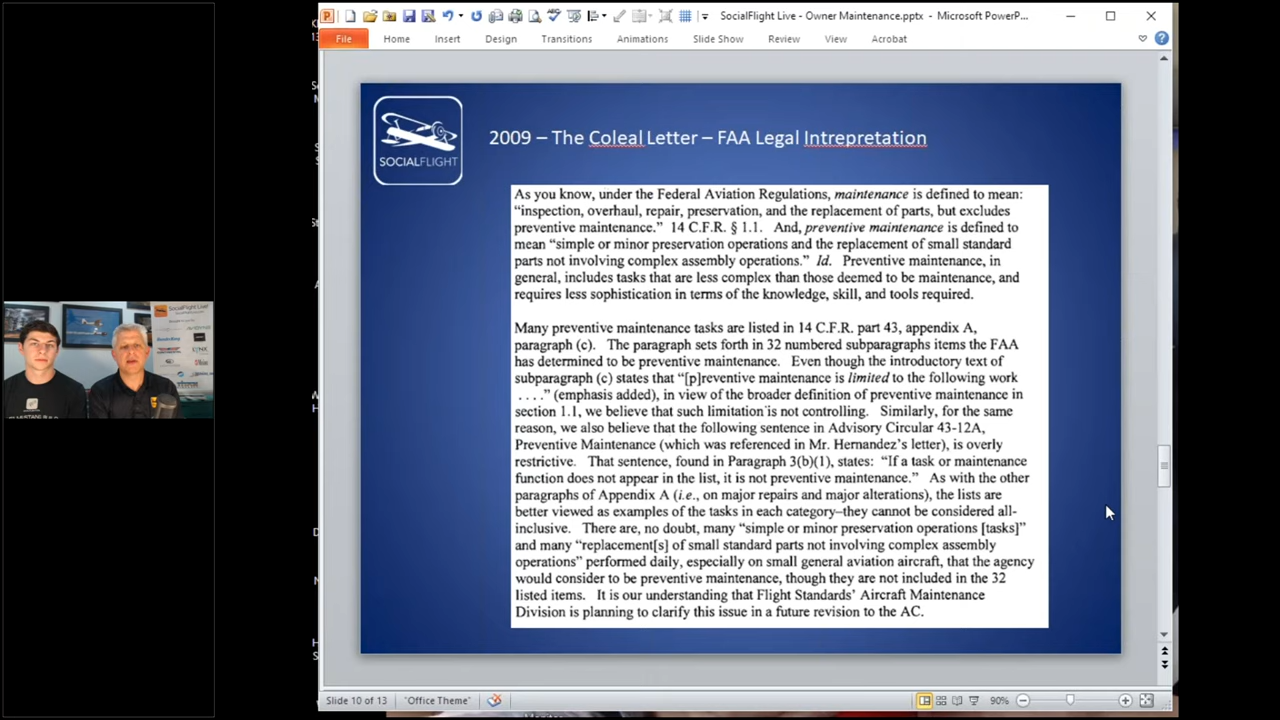 SocialFlight Live - Owner Maintenance.pptx - Microsoft PowerP...
File Home Insert Design Transitions Animations Slide Show Review View Acrobat
SOCIALFLIGHT
2009 – The Coleal Letter – FAA Legal Intrepretation
As you know, under the Federal Aviation Regulations, maintenance is defined to mean:
“inspection, overhaul, repair, preservation, and the replacement of parts, but excludes
preventive maintenance.” 14 C.F.R. § 1.1. And, preventive maintenance is defined to
mean “simple or minor preservation operations and the replacement of small standard
parts not involving complex assembly operations.” Id. Preventive maintenance, in
general, includes tasks that are less complex than those deemed to be maintenance, and
requires less sophistication in terms of the knowledge, skill, and tools required.
Many preventive maintenance tasks are listed in 14 C.F.R. part 43, appendix A,
paragraph (c). The paragraph sets forth in 32 numbered subparagraphs items the FAA
has determined to be preventive maintenance. Even though the introductory text of
subparagraph (c) states that “[p]reventive maintenance is limited to the following work
. . . .” (emphasis added), in view of the broader definition of preventive maintenance in
section 1.1, we believe that such limitation is not controlling. Similarly, for the same
reason, we also believe that the following sentence in Advisory Circular 43-12A,
Preventive Maintenance (which was referenced in Mr. Hernandez’s letter), is overly
restrictive. That sentence, found in Paragraph 3(b)(1), states: “If a task or maintenance
function does not appear in the list, it is not preventive maintenance.” As with the other
paragraphs of Appendix A (i.e., on major repairs and major alterations), the lists are
better viewed as examples of the tasks in each category–they cannot be considered all-
inclusive. There are, no doubt, many “simple or minor preservation operations [tasks]”
and many “replacement[s] of small standard parts not involving complex assembly
operations” performed daily, especially on small general aviation aircraft, that the agency
would consider to be preventive maintenance, though they are not included in the 32
listed items. It is our understanding that Flight Standards’ Aircraft Maintenance
Division is planning to clarify this issue in a future revision to the AC.
Slide 10 of 13 "Office Theme" 90%